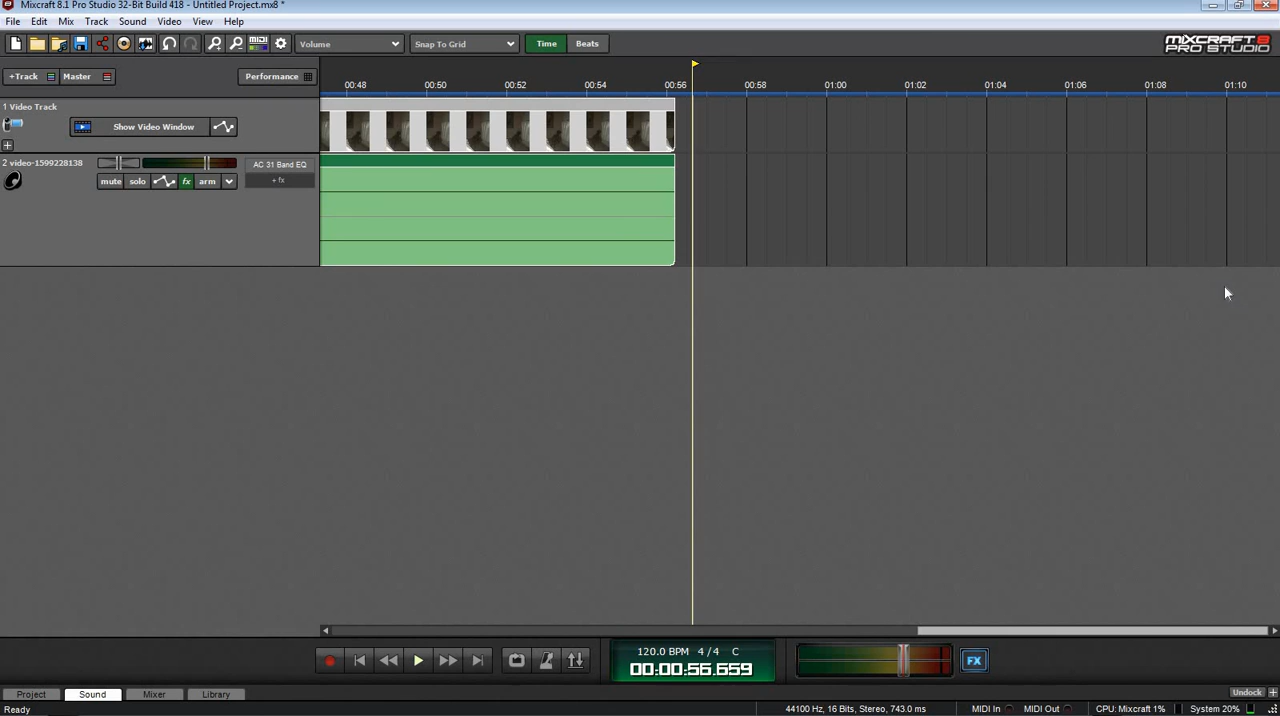 Mixcraft 8.1 Pro Studio 32-Bit Build 418 - Untitled Project.mx8 *
File Edit Mix Track Sound Video View Help
Volume Snap To Grid Time Beats MIXCRAFT 8 PRO STUDIO
+Track Master Performance
00:48 00:50 00:52 00:54 00:56 00:58 01:00 01:02 01:04 01:06 01:08 01:10
1 Video Track
Show Video Window
2 video-1599228138 AC 31 Band EQ
mute solo fx arm + fx
120.0 BPM 4 / 4 C
00:00:56.659 FX
Project Sound Mixer Library Undock
Ready 44100 Hz, 16 Bits, Stereo, 743.0 ms MIDI In MIDI Out CPU: Mixcraft 1% System 20%